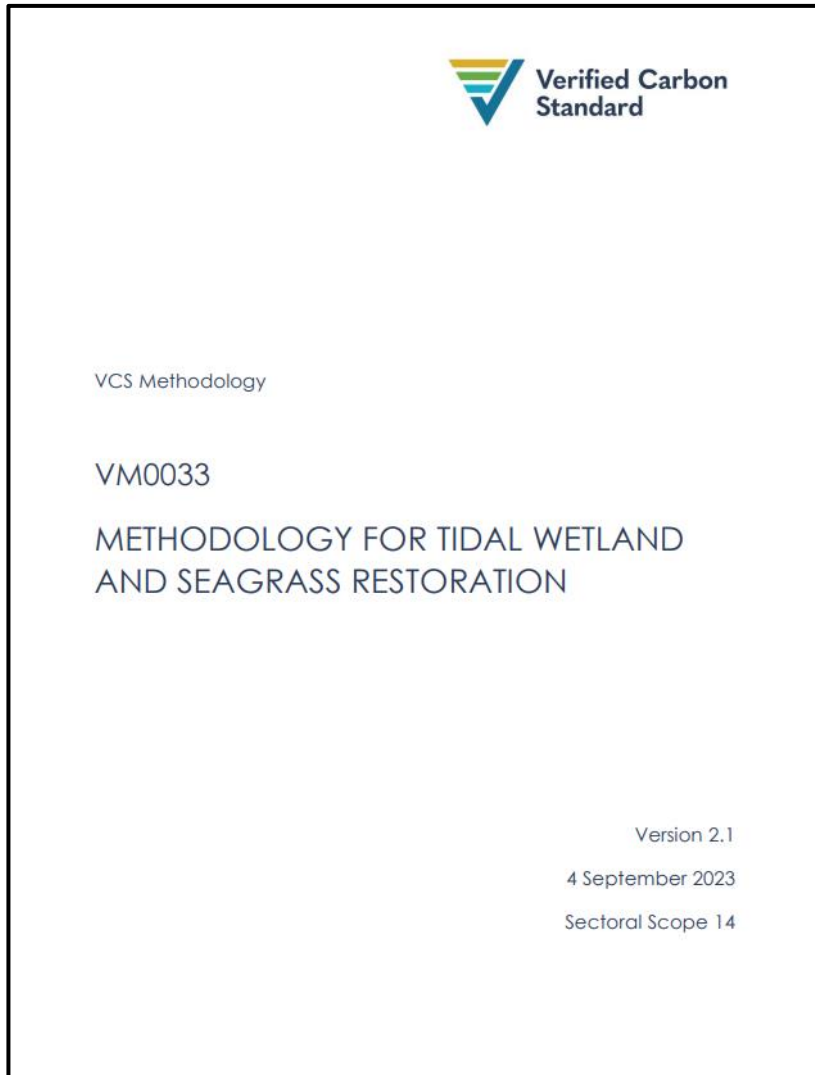 Verified Carbon
Standard
VCS Methodology
VM0033
METHODOLOGY FOR TIDAL WETLAND
AND SEAGRASS RESTORATION
Version 2.1
4 September 2023
Sectoral Scope 14